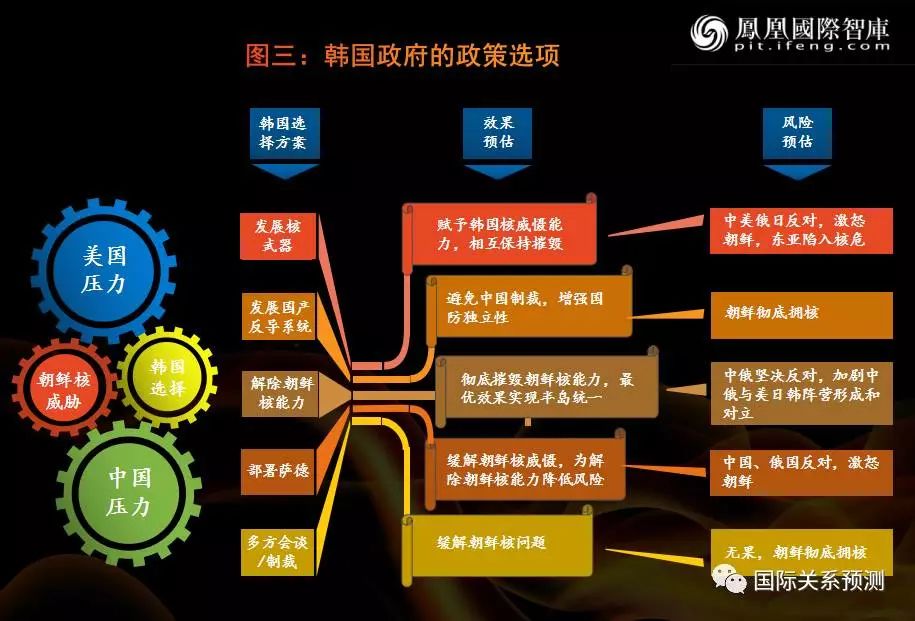 鳳凰國際智庫
pit.ifeng.com
图三：韩国政府的政策选项
韩国选
择方案
效果
预估
风险
预估
美国
压力
朝鲜核
威胁
韩国
选择
中国
压力
发展核
武器
赋予韩国核威慑能
力，相互保持摧毁
中美俄日反对，激怒
朝鲜，东亚陷入核危
发展国产
反导系统
避免中国制裁，增强国
防独立性
朝鲜彻底拥核
解除朝鲜
核能力
彻底摧毁朝鲜核能力，最
优效果实现半岛统一
中俄坚决反对，加剧中
俄与美日韩阵营形成和
对立
部署萨德
缓解朝鲜核威慑，为解
除朝鲜核能力降低风险
中国、俄国反对，激怒
朝鲜
多方会谈
/制裁
缓解朝鲜核问题
无果，朝鲜彻底拥核
国际关系预测